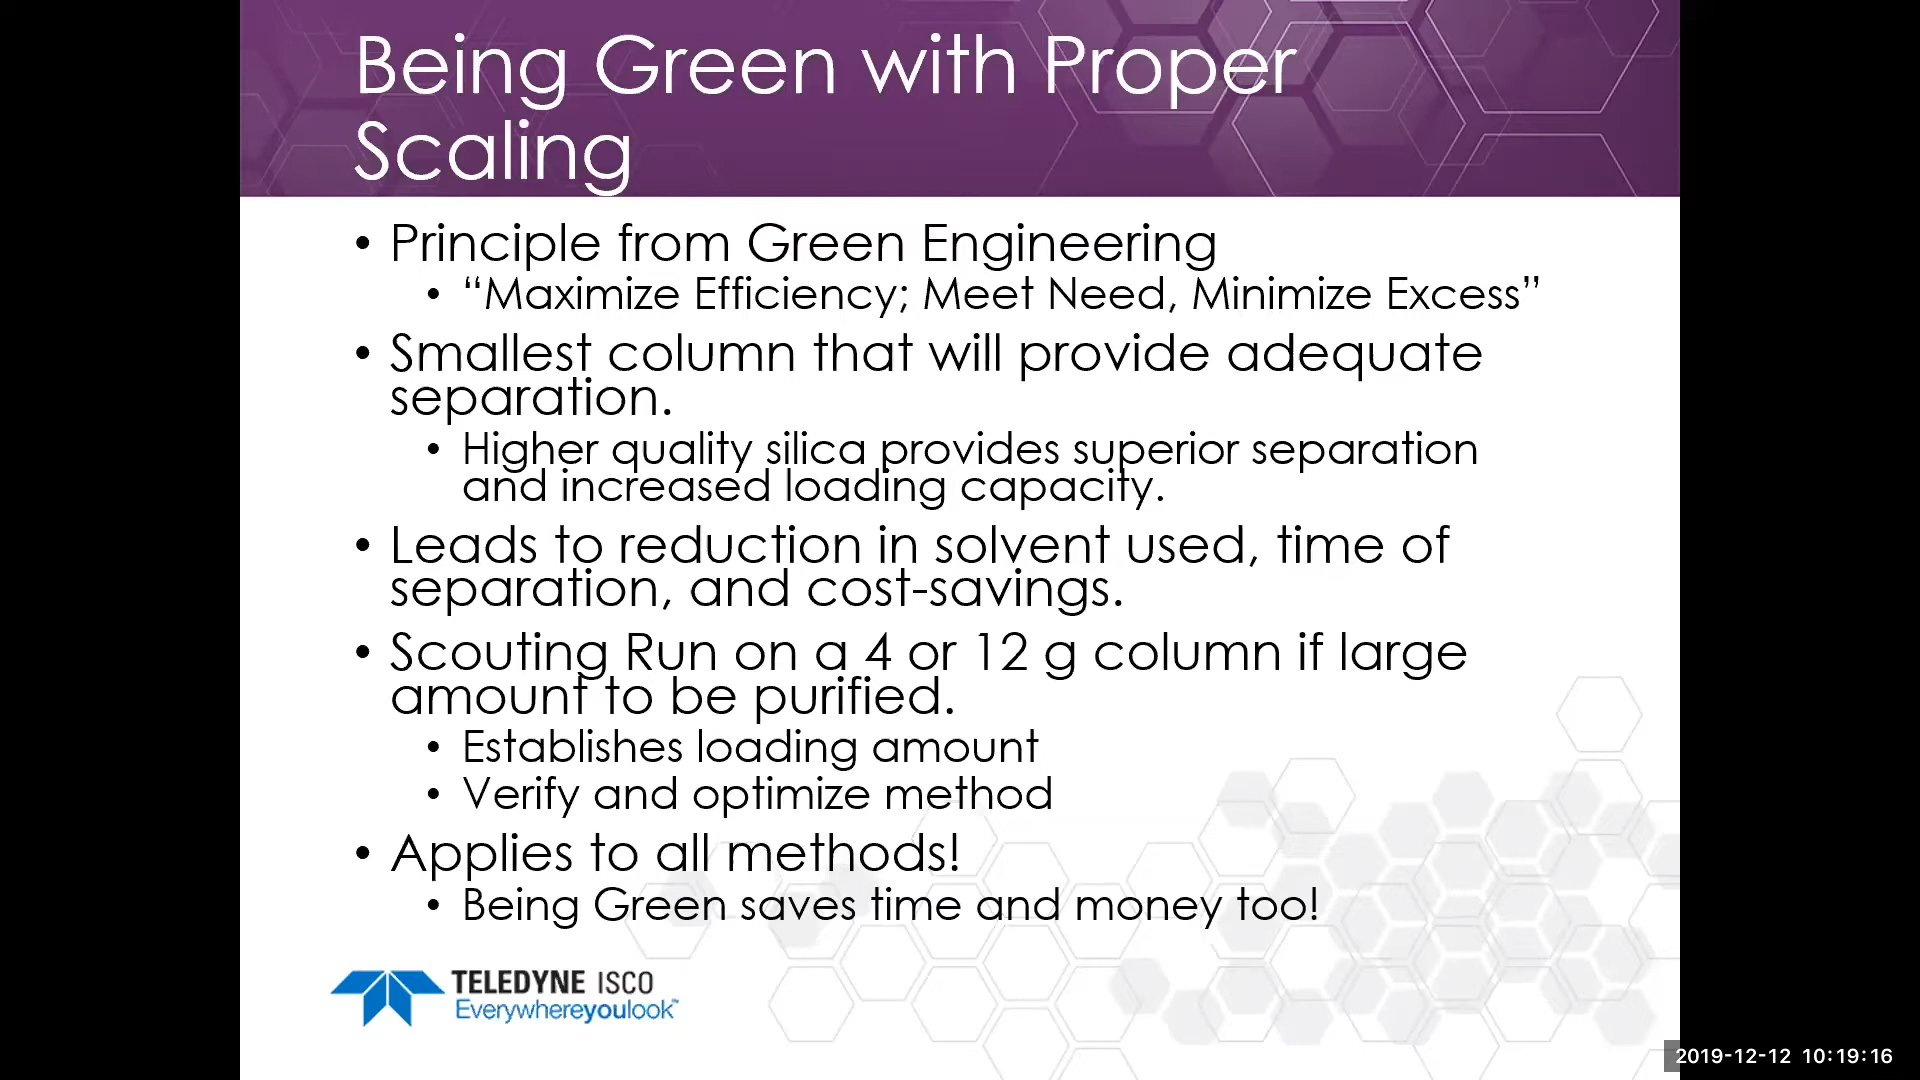 Being Green with Proper
Scaling
• Principle from Green Engineering
• “Maximize Efficiency; Meet Need, Minimize Excess”
• Smallest column that will provide adequate
separation.
• Higher quality silica provides superior separation
and increased loading capacity.
• Leads to reduction in solvent used, time of
separation, and cost-savings.
• Scouting Run on a 4 or 12 g column if large
amount to be purified.
• Establishes loading amount
• Verify and optimize method
• Applies to all methods!
• Being Green saves time and money too!
TELEDYNE ISCO
Everywhereyoulook™
2019-12-12 10:19:16